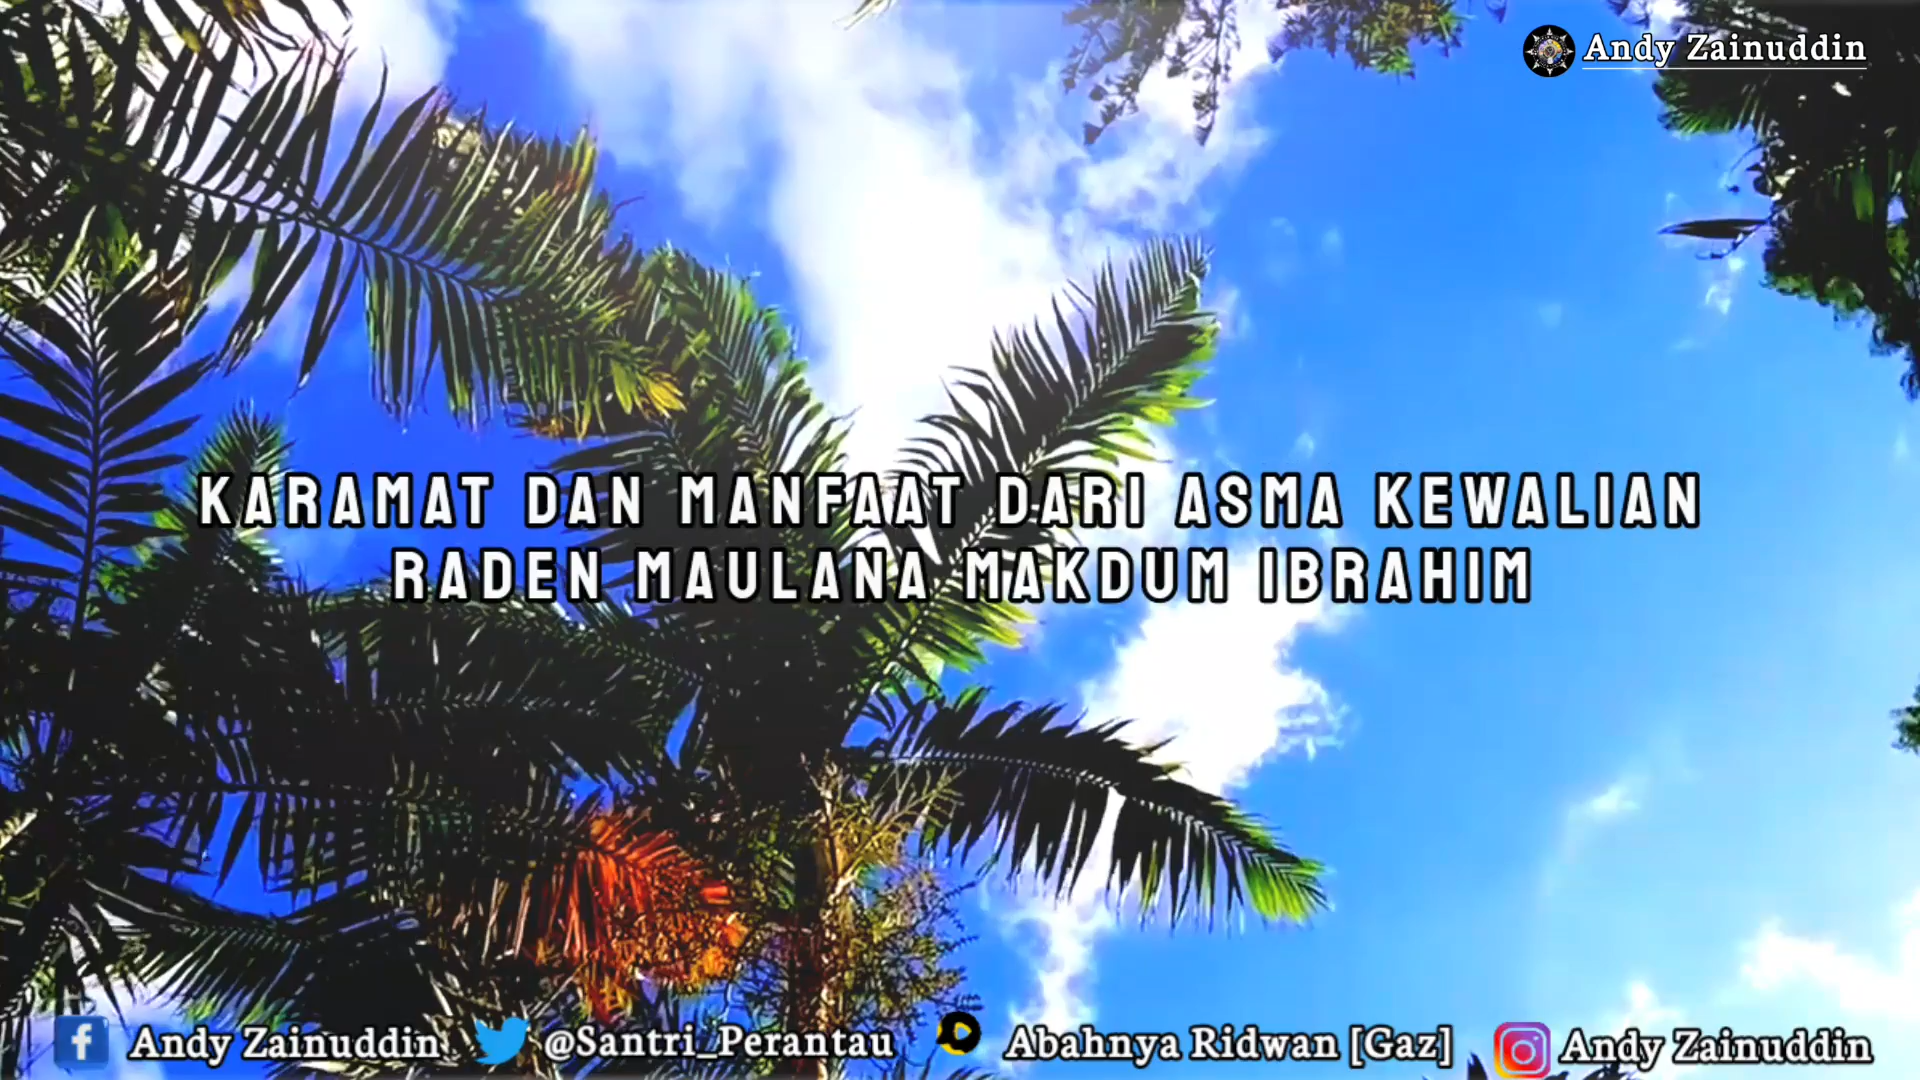 Andy Zainuddin
KARAMAT DAN MANFAAT DARI ASMA KEWALIAN
RADEN MAULANA MAKDUM IBRAHIM
Andy Zainuddin @Santri_Perantau Abahnya Ridwan [Gaz] Andy Zainuddin